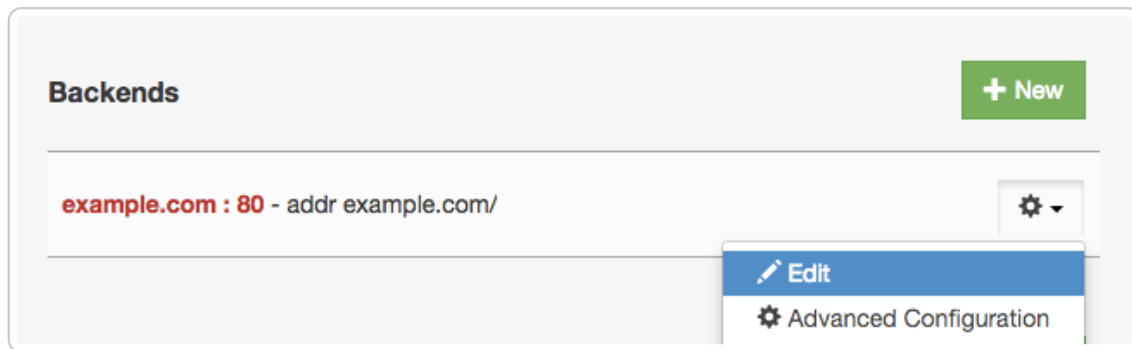 Backends
New
example.com : 80 - addr example.com/
Edit
Advanced Configuration